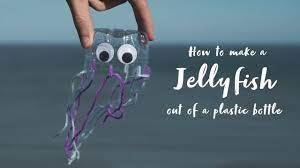 How to make a
Jellyfish
out of a plastic bottle